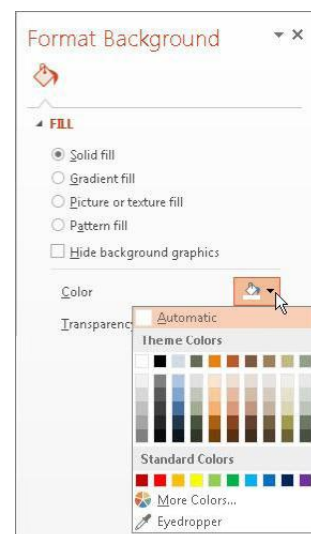 Format Background
FILL
Solid fill
Gradient fill
Picture or texture fill
Pattern fill
Hide background graphics
Color
Transparency
Automatic
Theme Colors
Standard Colors
More Colors...
Eyedropper